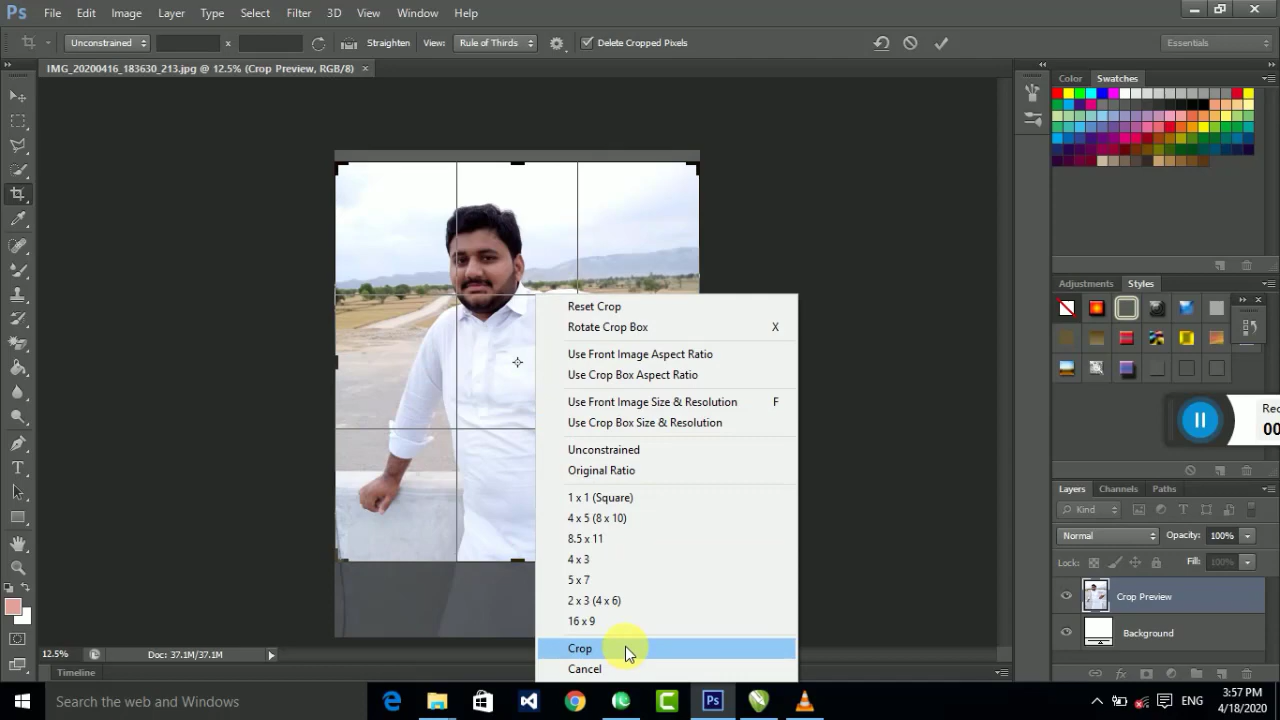 Ps File Edit Image Layer Type Select Filter 3D View Window Help
Unconstrained x Straighten View: Rule of Thirds Delete Cropped Pixels Essentials
IMG_20200416_183630_213.jpg @ 12.5% (Crop Preview, RGB/8) ×
Color Swatches
Adjustments Styles
Reset Crop
Rotate Crop Box X
Use Front Image Aspect Ratio
Use Crop Box Aspect Ratio
Use Front Image Size & Resolution F
Use Crop Box Size & Resolution
Unconstrained
Original Ratio
1 x 1 (Square)
4 x 5 (8 x 10)
8.5 x 11
4 x 3
5 x 7
2 x 3 (4 x 6)
16 x 9
Crop
Cancel
Rec
00
Layers Channels Paths
Kind
Normal Opacity: 100%
Lock: Fill: 100%
Crop Preview
Background
12.5% Doc: 37.1M/37.1M
Timeline
Search Windows
Ps
ENG
3:57 PM
4/18/2020